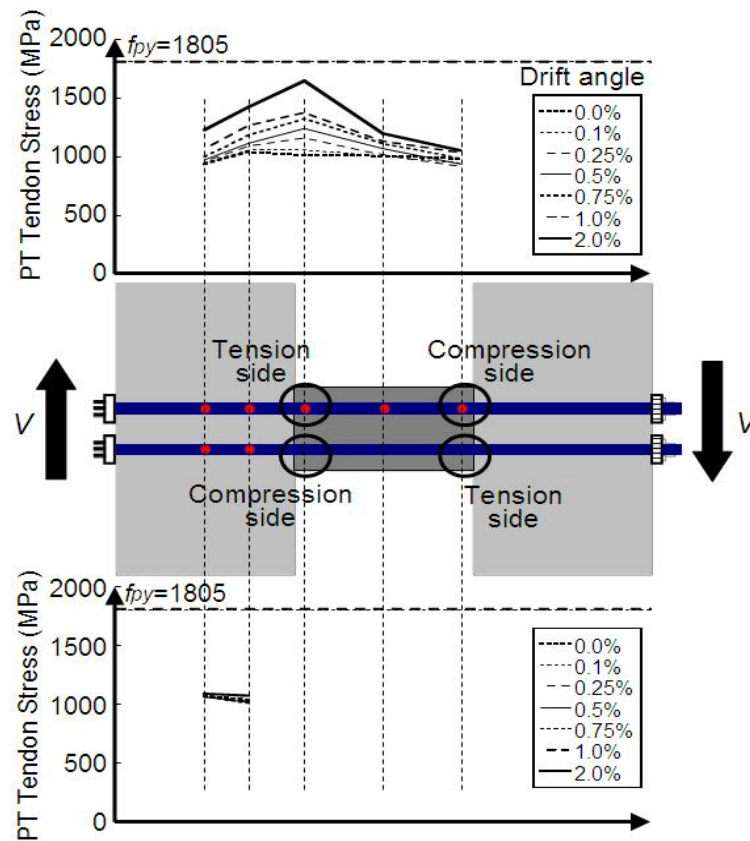 PT Tendon Stress (MPa)
2000
1500
1000
500
0
fpy=1805
Drift angle
0.0%
0.1%
0.25%
0.5%
0.75%
1.0%
2.0%
Tension
side
Compression
side
V
V
Compression
side
Tension
side
PT Tendon Stress (MPa)
2000
1500
1000
500
0
fpy=1805
0.0%
0.1%
0.25%
0.5%
0.75%
1.0%
2.0%